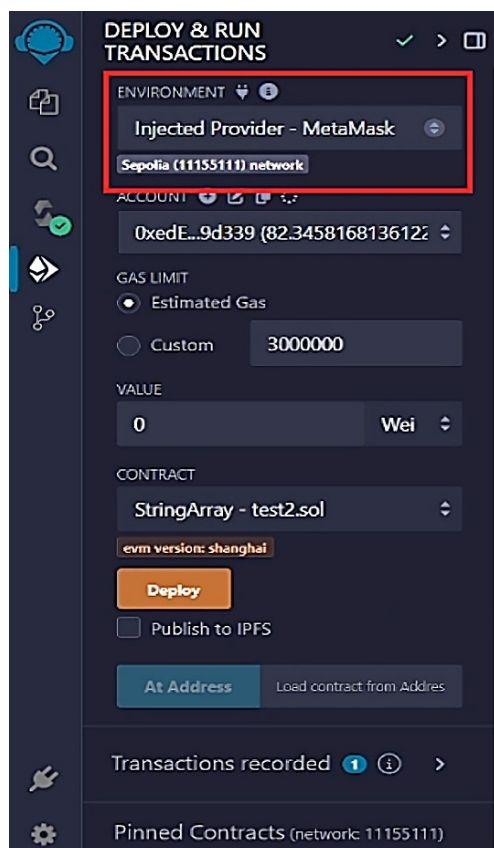 DEPLOY & RUN
TRANSACTIONS
ENVIRONMENT
Injected Provider - MetaMask
Sepolia (11155111) network
ACCOUNT
0xedE...9d339 (82.3458168136122
GAS LIMIT
Estimated Gas
Custom 3000000
VALUE
0 Wei
CONTRACT
StringArray - test2.sol
evm version: shanghai
Deploy
Publish to IPFS
At Address Load contract from Addres
Transactions recorded 1
Pinned Contracts (network: 11155111)